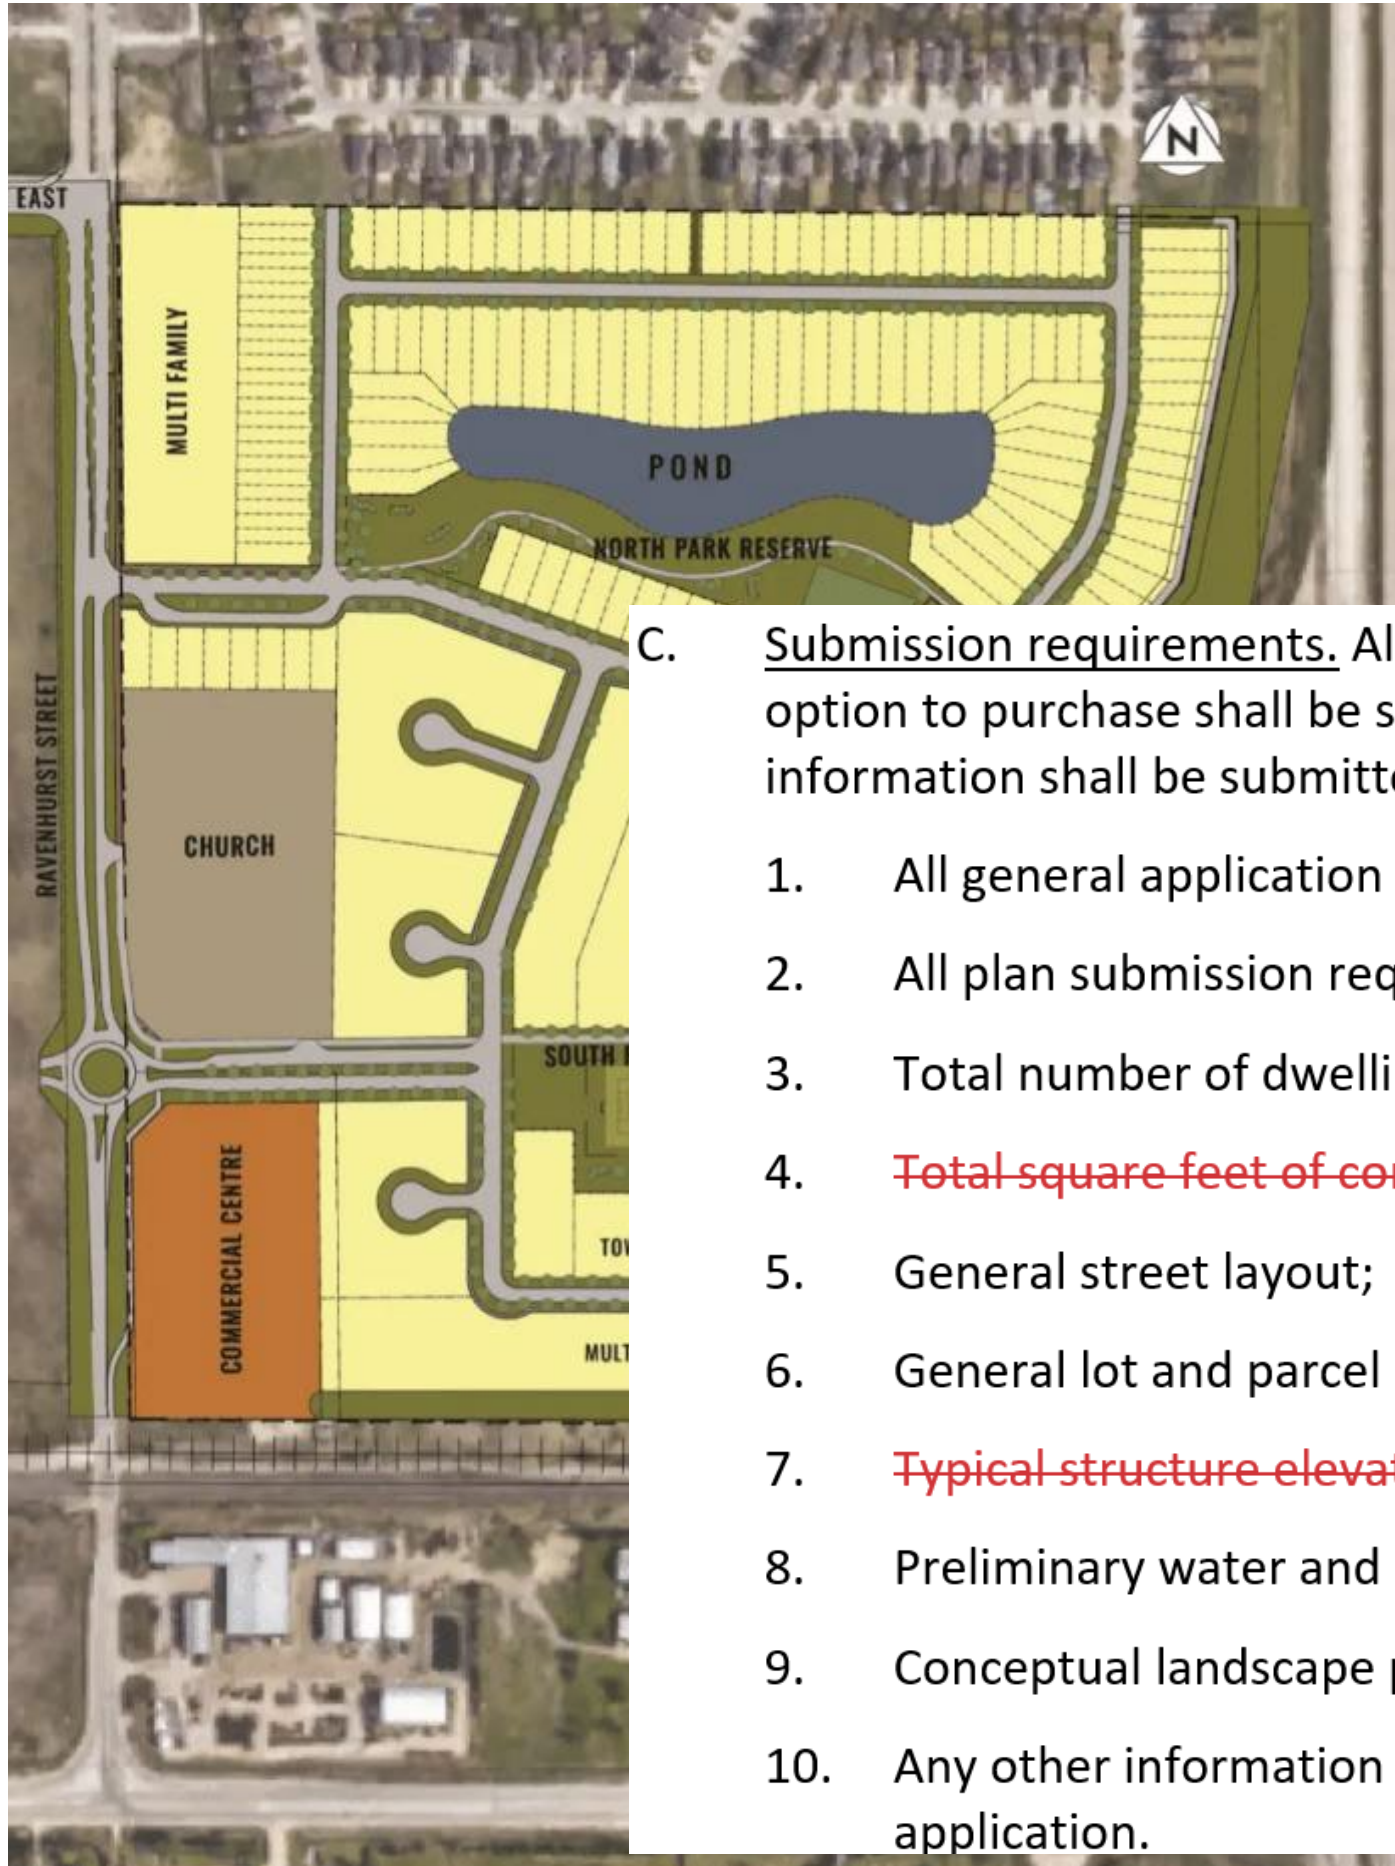 N
EAST
MULTI FAMILY
POND
NORTH PARK RESERVE
RAVENHURST STREET
CHURCH
SOUTH
COMMERCIAL CENTRE
C. Submission requirements. Al
option to purchase shall be s
information shall be submitte
1. All general application
2. All plan submission req
3. Total number of dwelli
4. Total square feet of cor
5. General street layout;
6. General lot and parcel
7. Typical structure elevat
8. Preliminary water and
9. Conceptual landscape p
10. Any other information
application.
TOW
MULT